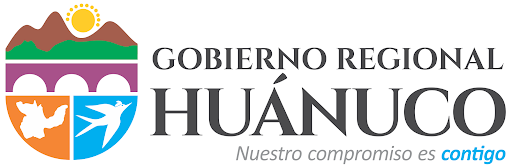 GOBIERNO REGIONAL
HUÁNUCO
Nuestro compromiso es contigo